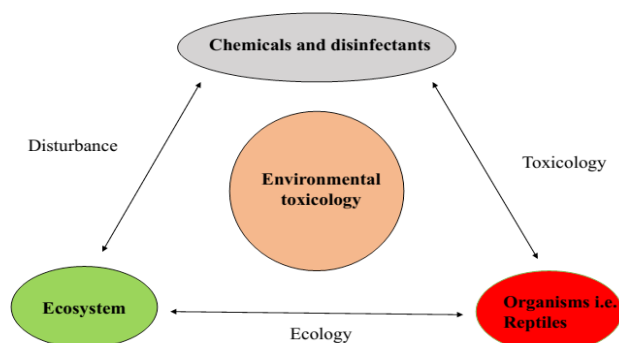 Chemicals and disinfectants
Disturbance
Toxicology
Environmental
toxicology
Ecosystem
Organisms i.e.
Reptiles
Ecology